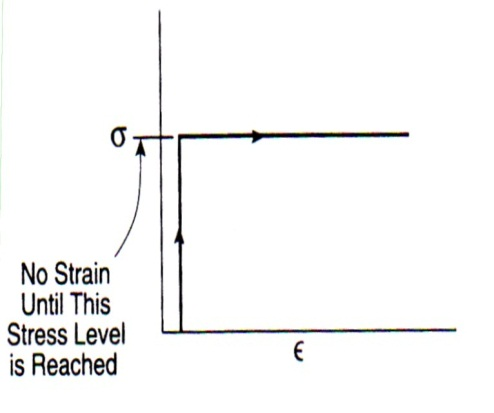 σ
No Strain
Until This
Stress Level
is Reached
ϵ